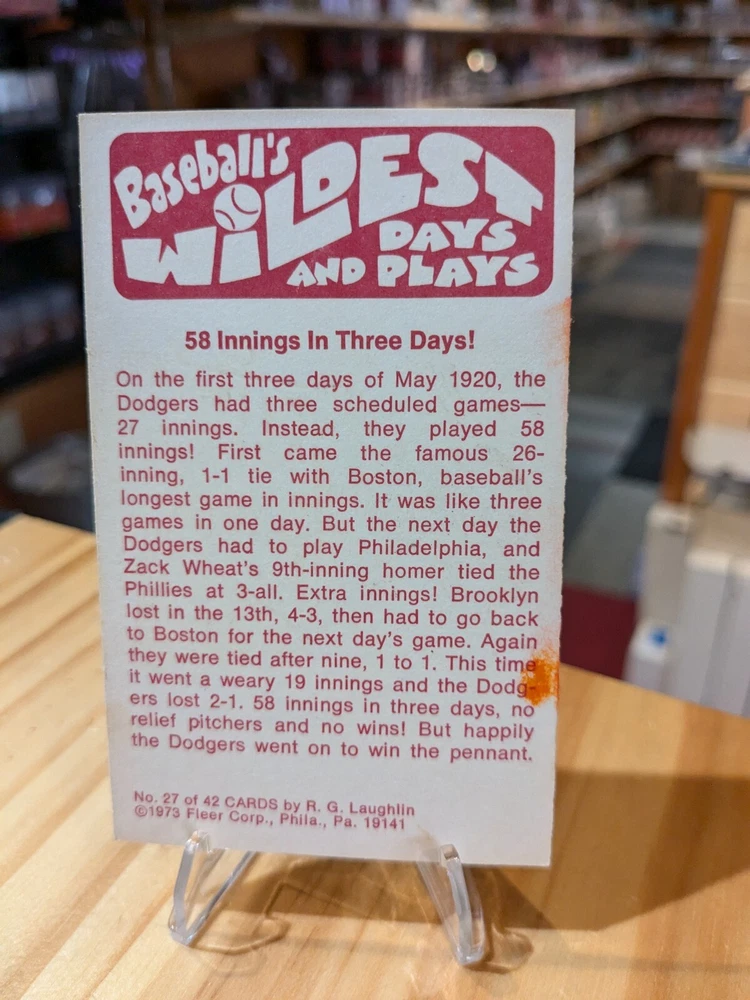 Baseball's
WiLDEST
DAYS
AND PLAYS
58 Innings In Three Days!
On the first three days of May 1920, the
Dodgers had three scheduled games—
27 innings. Instead, they played 58
innings! First came the famous 26-
inning, 1-1 tie with Boston, baseball's
longest game in innings. It was like three
games in one day. But the next day the
Dodgers had to play Philadelphia, and
Zack Wheat's 9th-inning homer tied the
Phillies at 3-all. Extra innings! Brooklyn
lost in the 13th, 4-3, then had to go back
to Boston for the next day's game. Again
they were tied after nine, 1 to 1. This time
it went a weary 19 innings and the Dodg-
ers lost 2-1. 58 innings in three days, no
relief pitchers and no wins! But happily
the Dodgers went on to win the pennant.
No. 27 of 42 CARDS by R. G. Laughlin
©1973 Fleer Corp., Phila., Pa. 19141